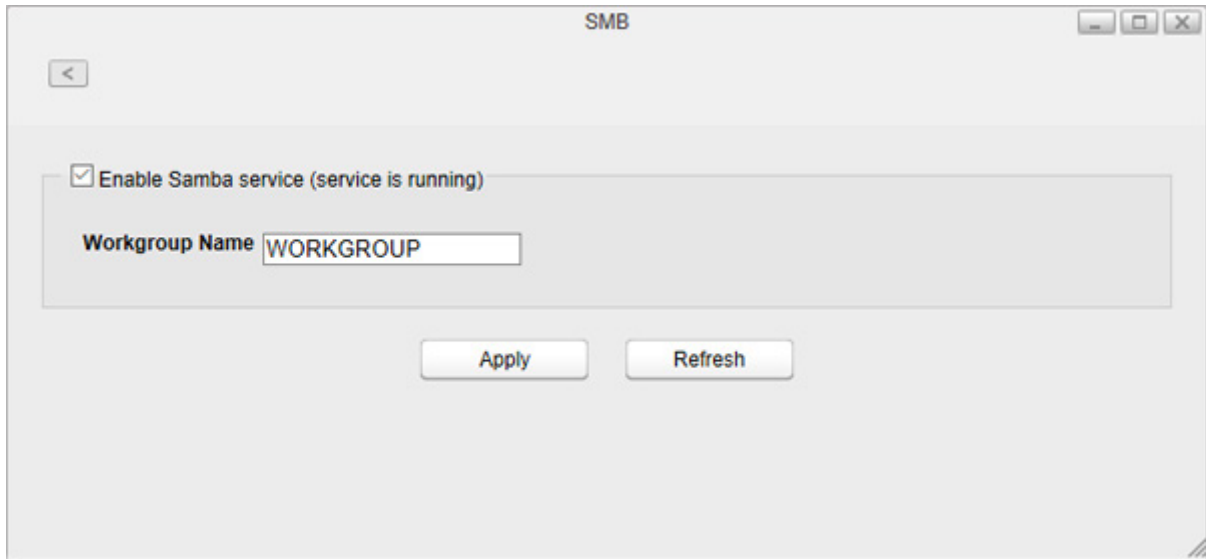 SMB
<
Enable Samba service (service is running)
Workgroup Name WORKGROUP
Apply Refresh